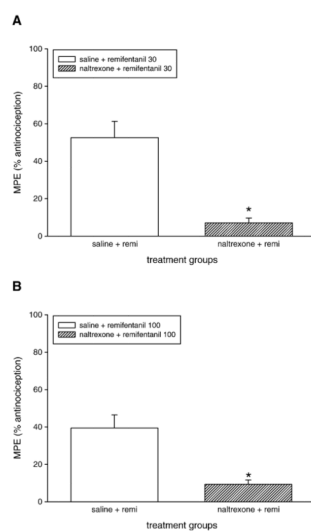 A
100
80
60
40
20
0
MPE (% antinociception)
saline + remifentanil 30
naltrexone + remifentanil 30
*
saline + remi
naltrexone + remi
treatment groups
B
100
80
60
40
20
0
MPE (% antinociception)
saline + remifentanil 100
naltrexone + remifentanil 100
*
saline + remi
naltrexone + remi
treatment groups